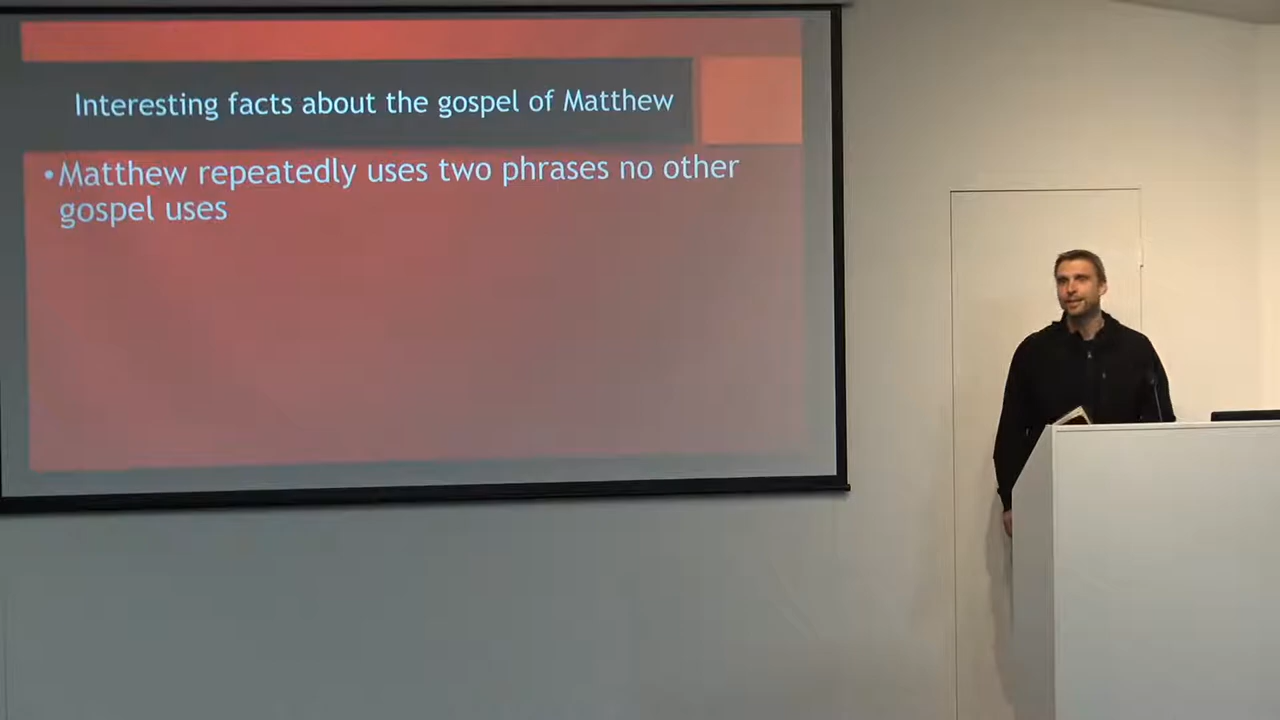 Interesting facts about the gospel of Matthew
•Matthew repeatedly uses two phrases no other
gospel uses